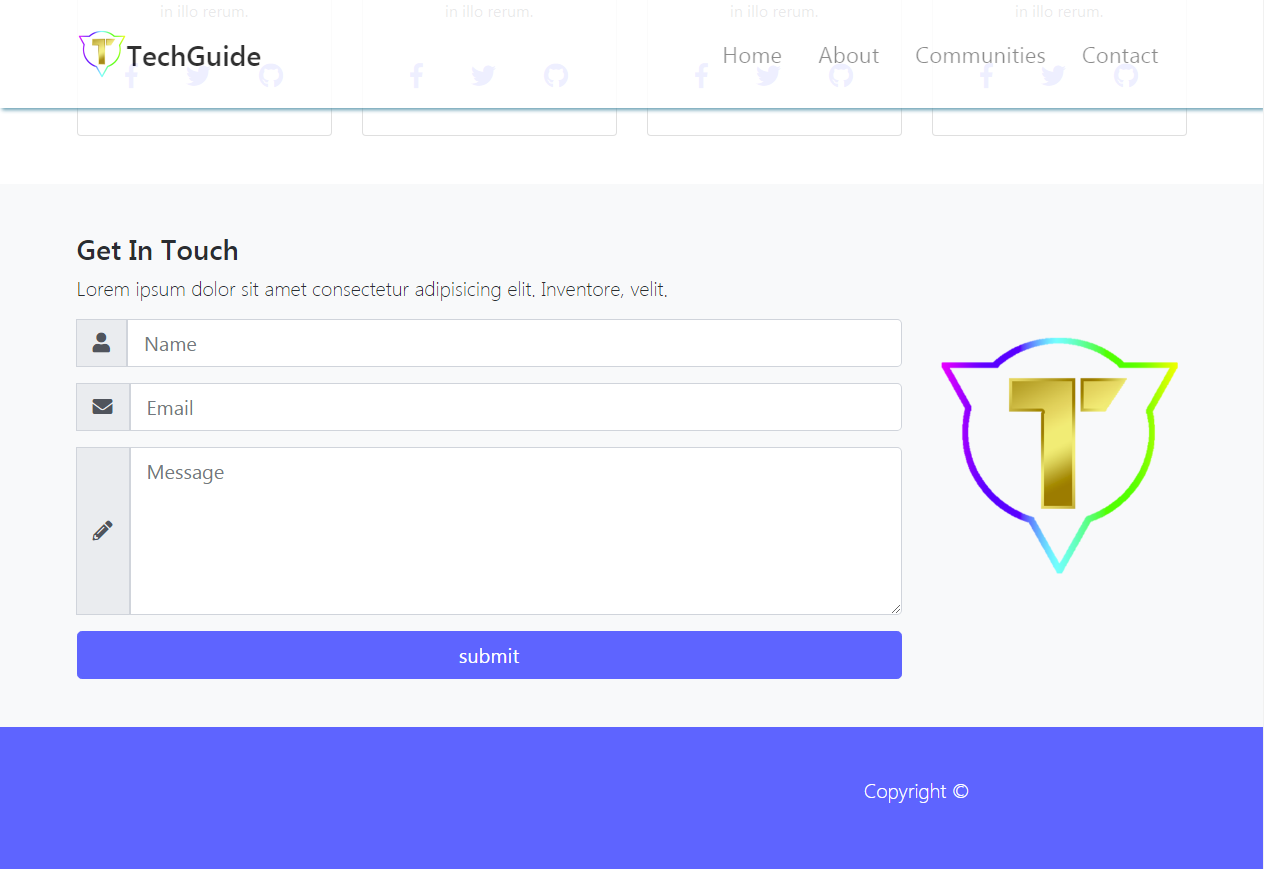 in illo rerum. in illo rerum. in illo rerum. in illo rerum.
TechGuide Home About Communities Contact
Get In Touch
Lorem ipsum dolor sit amet consectetur adipisicing elit. Inventore, velit.
Name
Email
Message
T
submit
Copyright ©